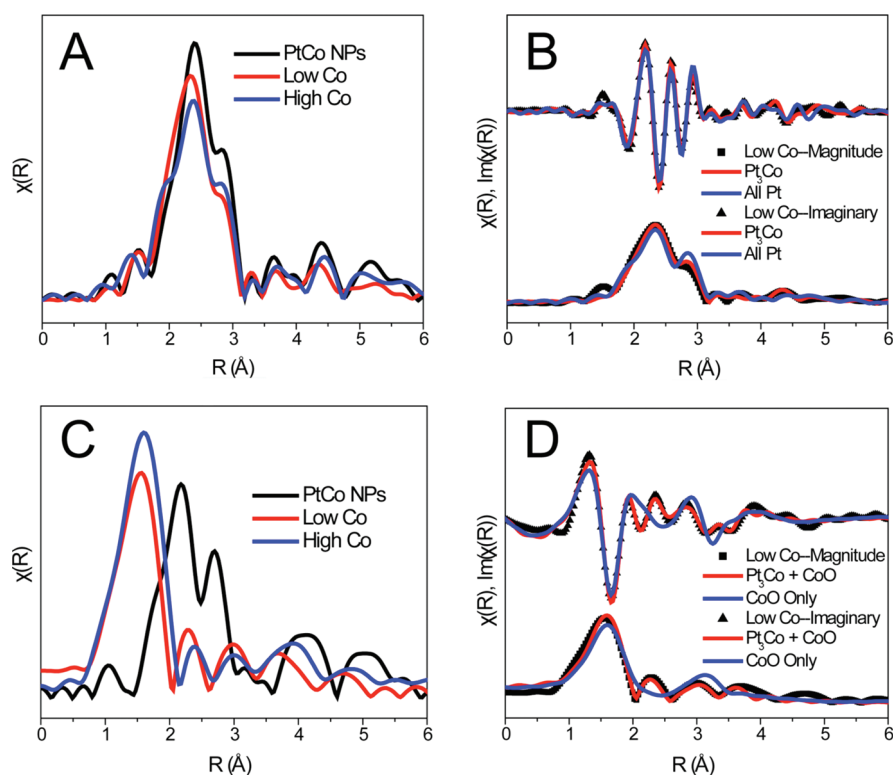 A
PtCo NPs
Low Co
High Co
χ(R)
0 1 2 3 4 5 6
R (Å)
B
Low Co--Magnitude
Pt3Co
All Pt
Low Co--Imaginary
Pt3Co
All Pt
χ(R), Im(χ(R))
0 1 2 3 4 5 6
R (Å)
C
PtCo NPs
Low Co
High Co
χ(R)
0 1 2 3 4 5 6
R (Å)
D
Low Co--Magnitude
Pt3Co + CoO
CoO Only
Low Co--Imaginary
Pt3Co + CoO
CoO Only
χ(R), Im(χ(R))
0 1 2 3 4 5 6
R (Å)